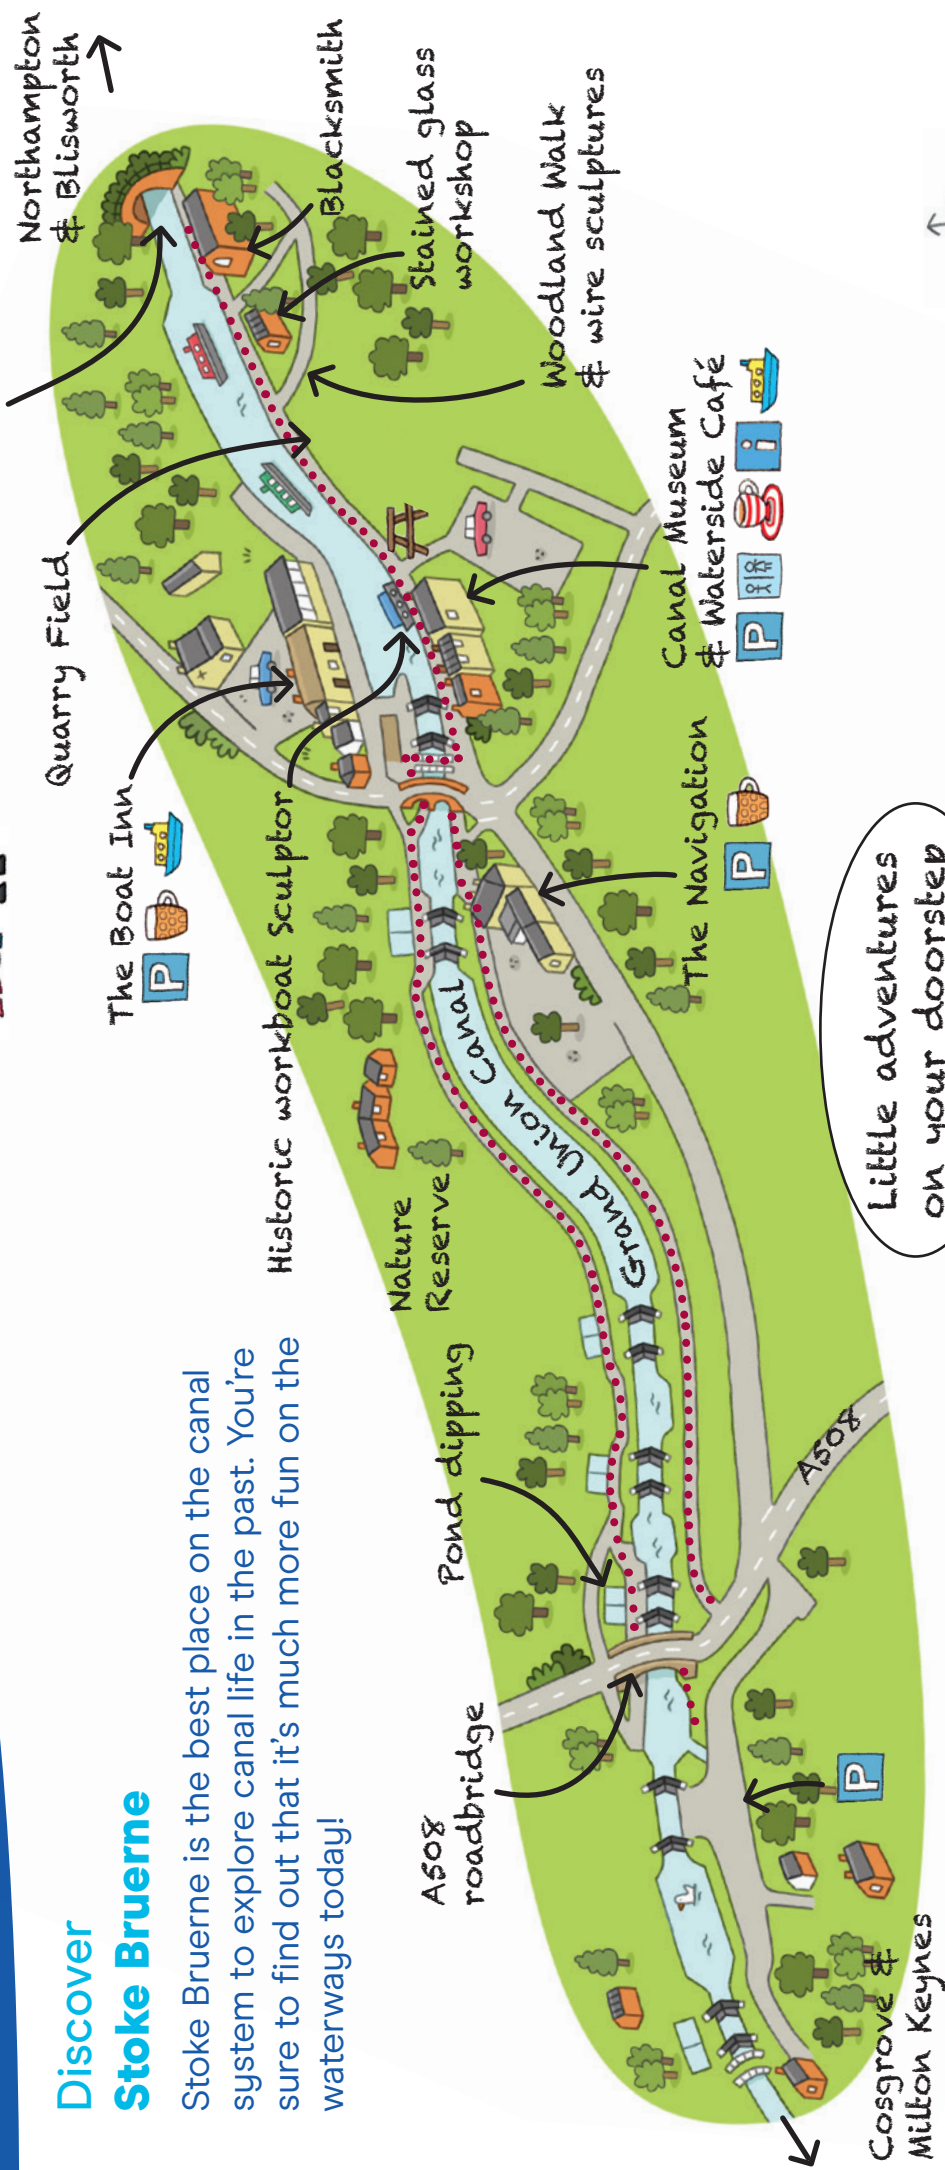 Discover
Stoke Bruerne
Stoke Bruerne is the best place on the canal
system to explore canal life in the past. You're
sure to find out that it's much more fun on the
waterways today!
Northampton
& Blisworth
Quarry Field
The Boat Inn
P
Historic workboat Sculptor
Nature
Reserve
Pond dipping
A508
roadbridge
Blacksmith
Stained glass
workshop
Woodland Walk
& wire sculptures
Canal Museum
& Waterside Café
P
i
The Navigation
P
Grand Union Canal
A508
P
Cosgrove &
Milton Keynes
Little adventures
on your doorstep